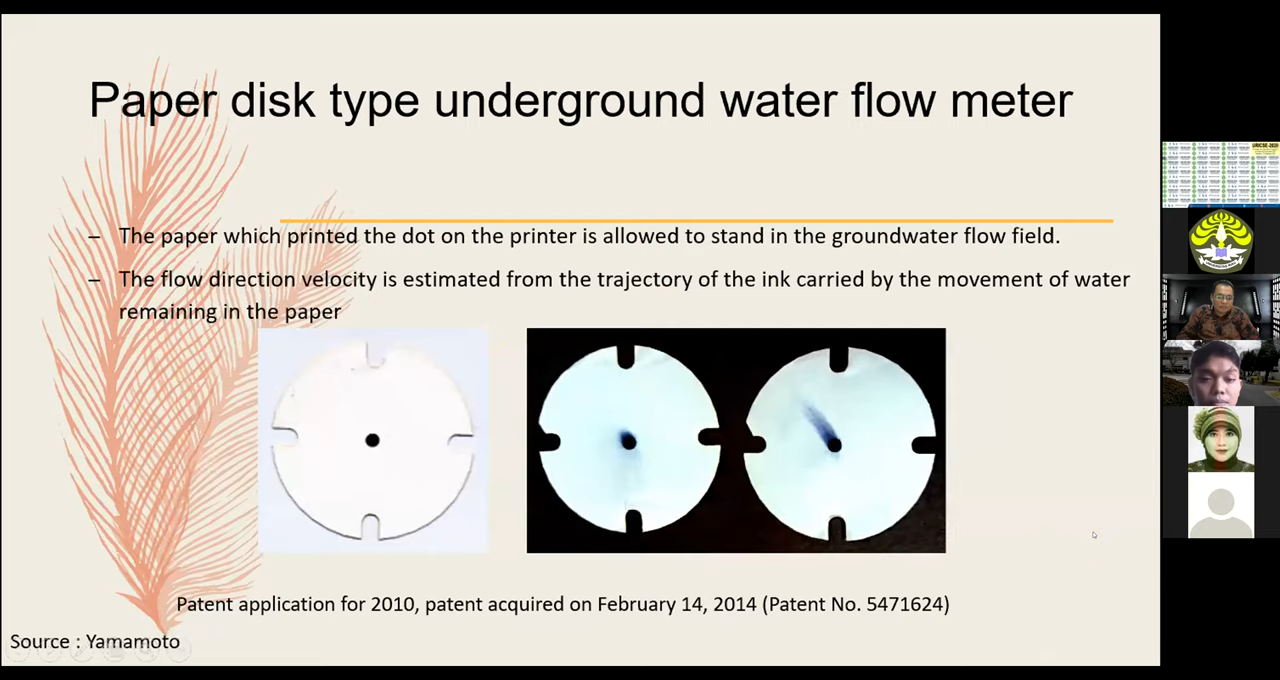 Paper disk type underground water flow meter
– The paper which printed the dot on the printer is allowed to stand in the groundwater flow field.
– The flow direction velocity is estimated from the trajectory of the ink carried by the movement of water
remaining in the paper
Patent application for 2010, patent acquired on February 14, 2014 (Patent No. 5471624)
Source : Yamamoto
URICSE-2020